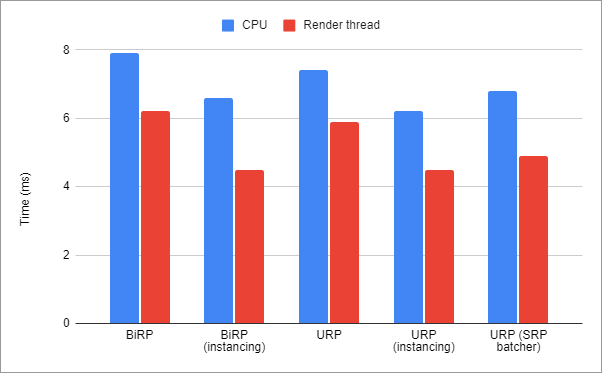 CPU Render thread
Time (ms)
8
6
4
2
0
BiRP
BiRP
(instancing)
URP
URP
(instancing)
URP (SRP
batcher)